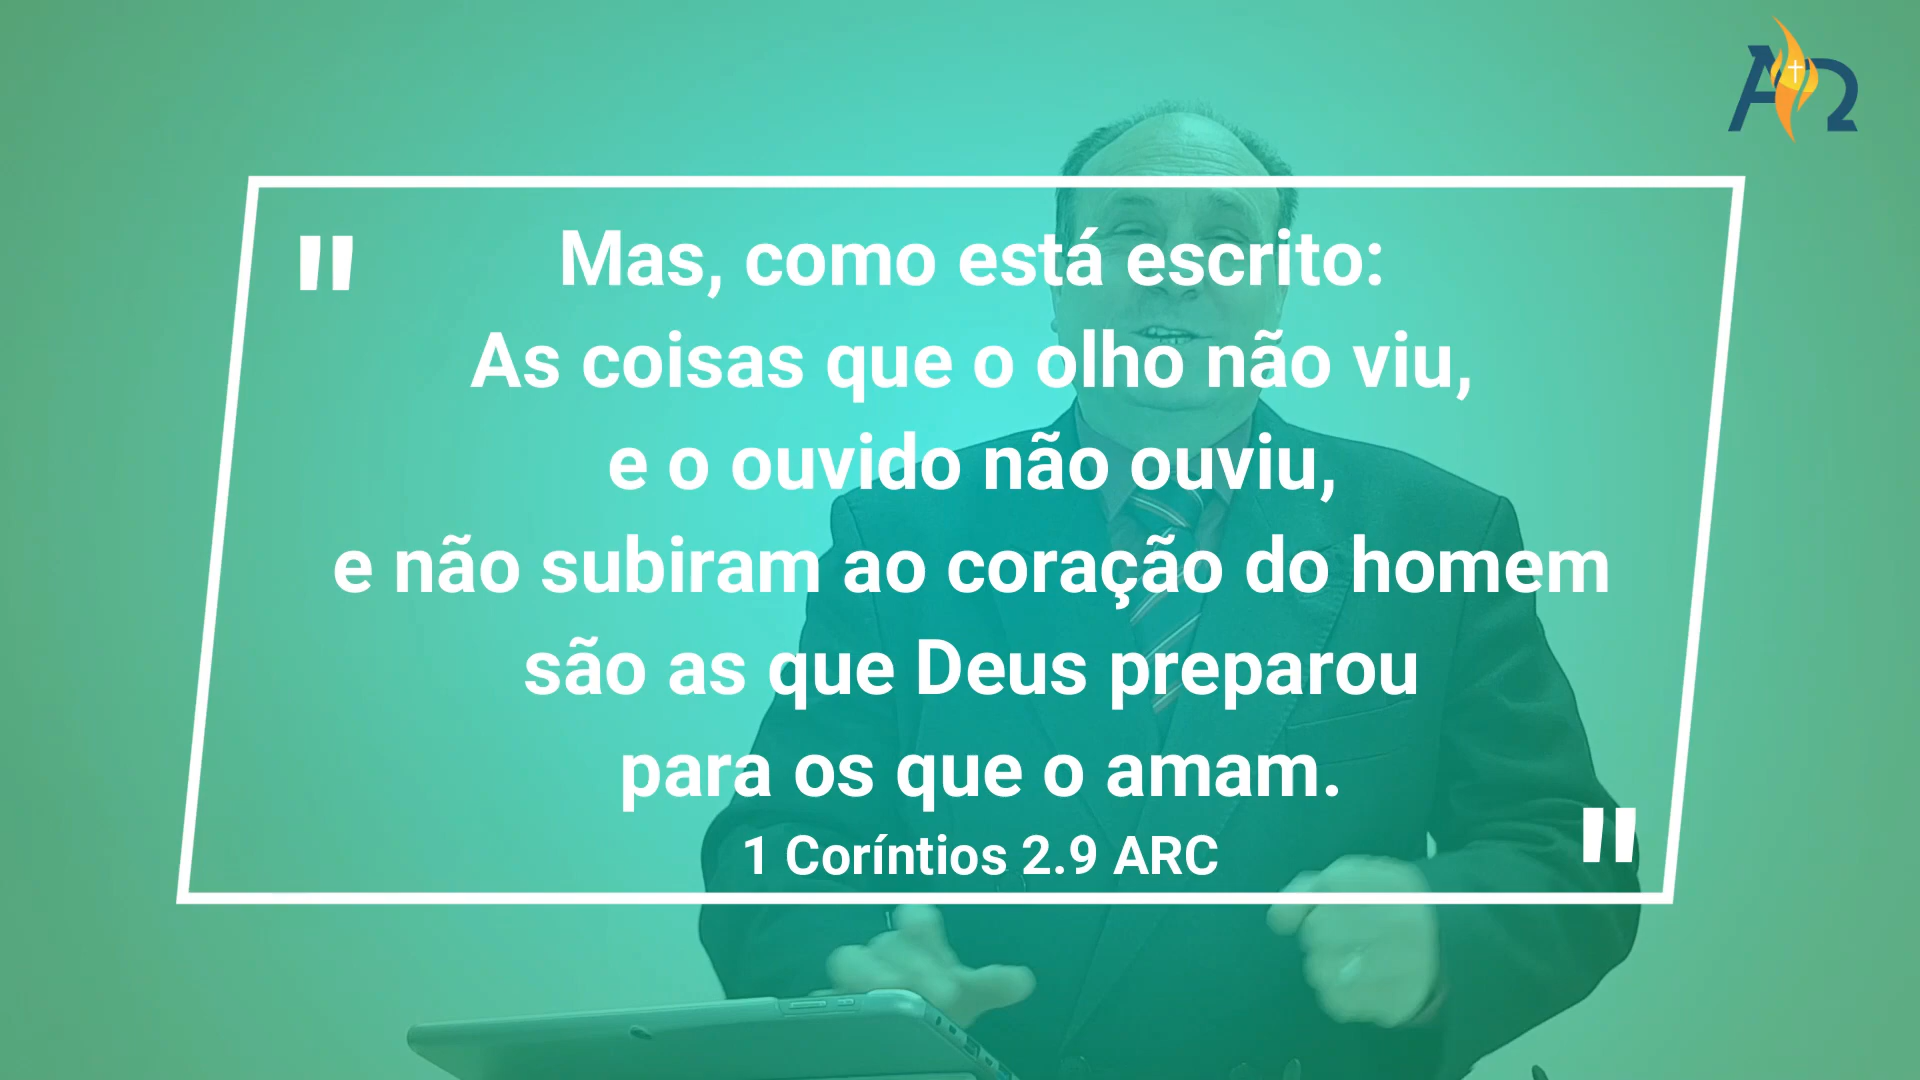 AΩ
" Mas, como está escrito:
As coisas que o olho não viu,
e o ouvido não ouviu,
e não subiram ao coração do homem
são as que Deus preparou
para os que o amam.
1 Coríntios 2.9 ARC "